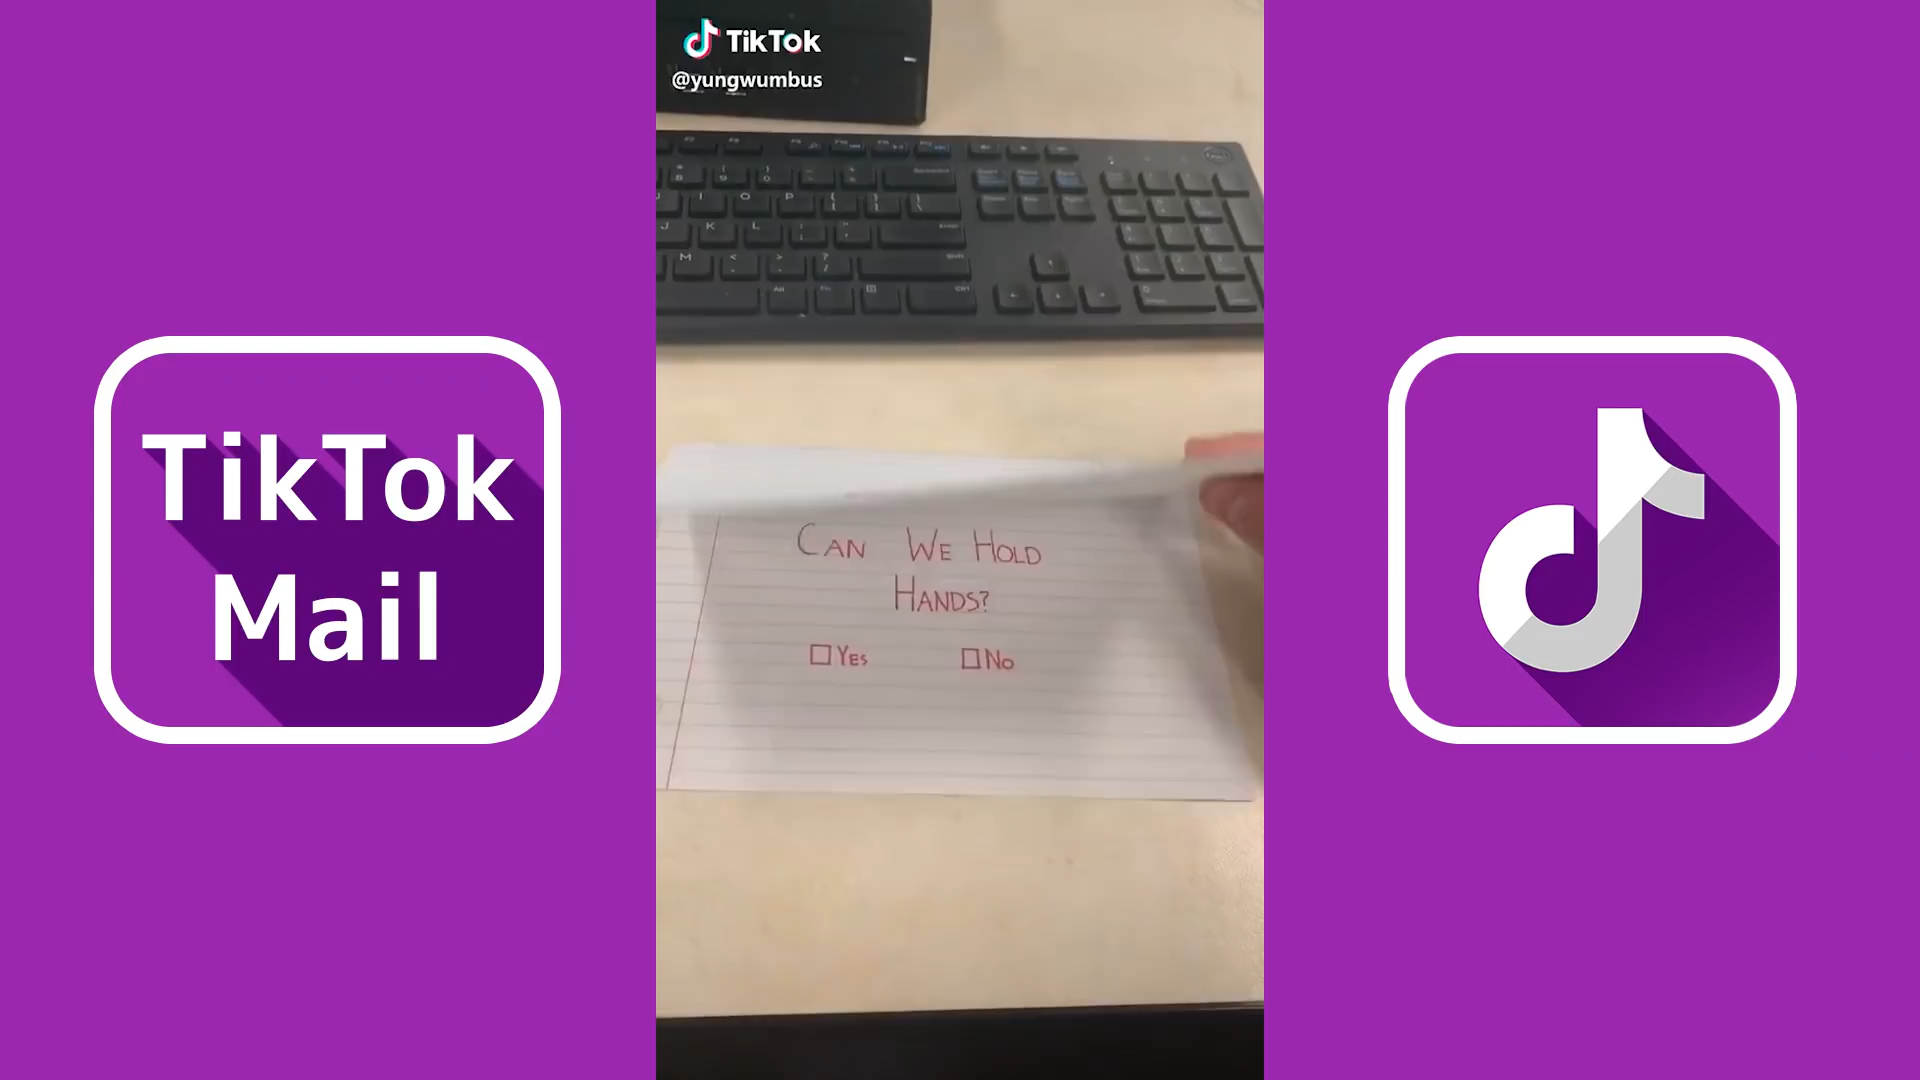 TikTok
@yungwumbus
TikTok
Mail
CAN WE HOLD
HANDS?
YES NO